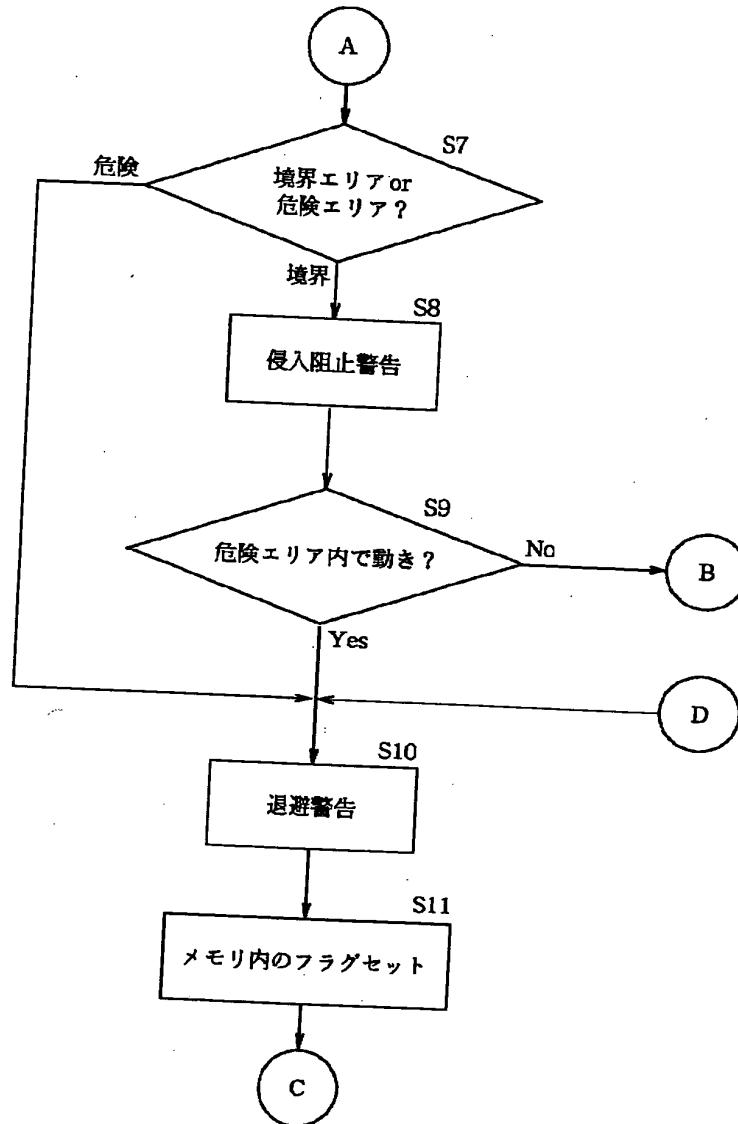 A
S7
危険
境界エリアor
危険エリア？
境界
S8
侵入阻止警告
S9
危険エリア内で動き？
No
B
Yes
D
S10
退避警告
S11
メモリ内のフラグセット
C